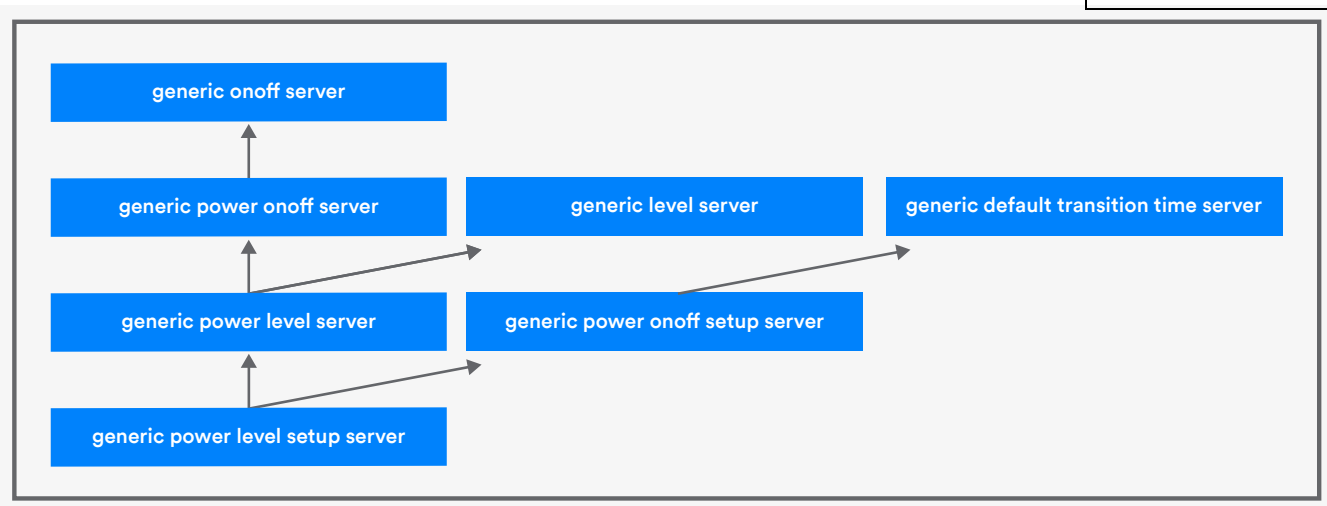 generic onoff server
generic power onoff server
generic level server
generic default transition time server
generic power level server
generic power onoff setup server
generic power level setup server